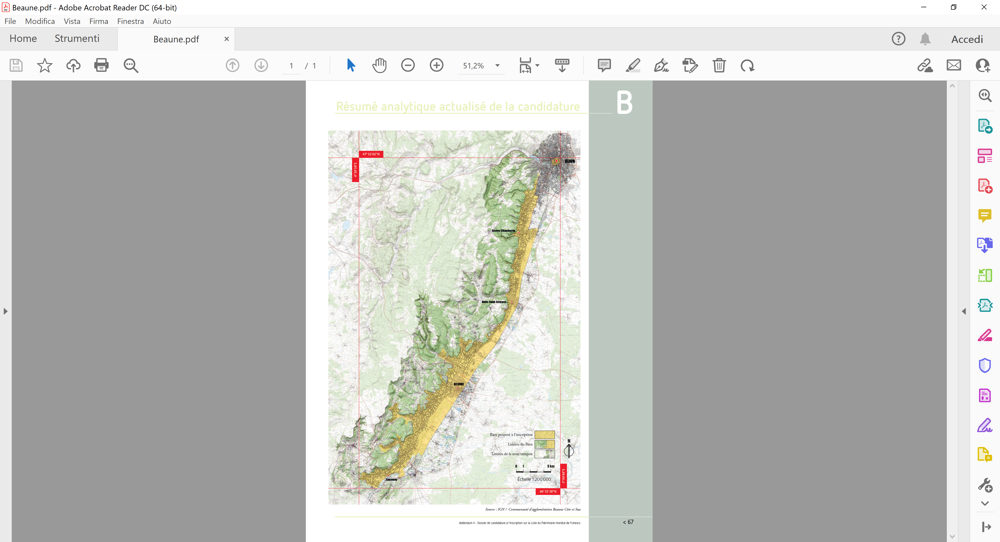 Beaune.pdf - Adobe Acrobat Reader DC (64-bit)
File Modifica Vista Firma Finestra Aiuto
Home Strumenti Beaune.pdf Accedi
1 / 1 51,2%
B
Résumé analytique actualisé de la candidature
47° 32' 63" N
4°38'38"E
DIJON
Gevrey-Chambertin
Nuits-Saint-Georges
BEAUNE
Bien proposé à l'inscription
Limites du Bien
Limites de la zone tampon
N
0 1 5 km
Échelle 1:200 000
5° 04' 84"E
Santenay
46° 53' 38" N
Source : IGN / Communauté d'agglomération Beaune Côte et Sud
Addendum II - Dossier de candidature à l'inscription sur la Liste du Patrimoine mondial de l'Unesco
< 67